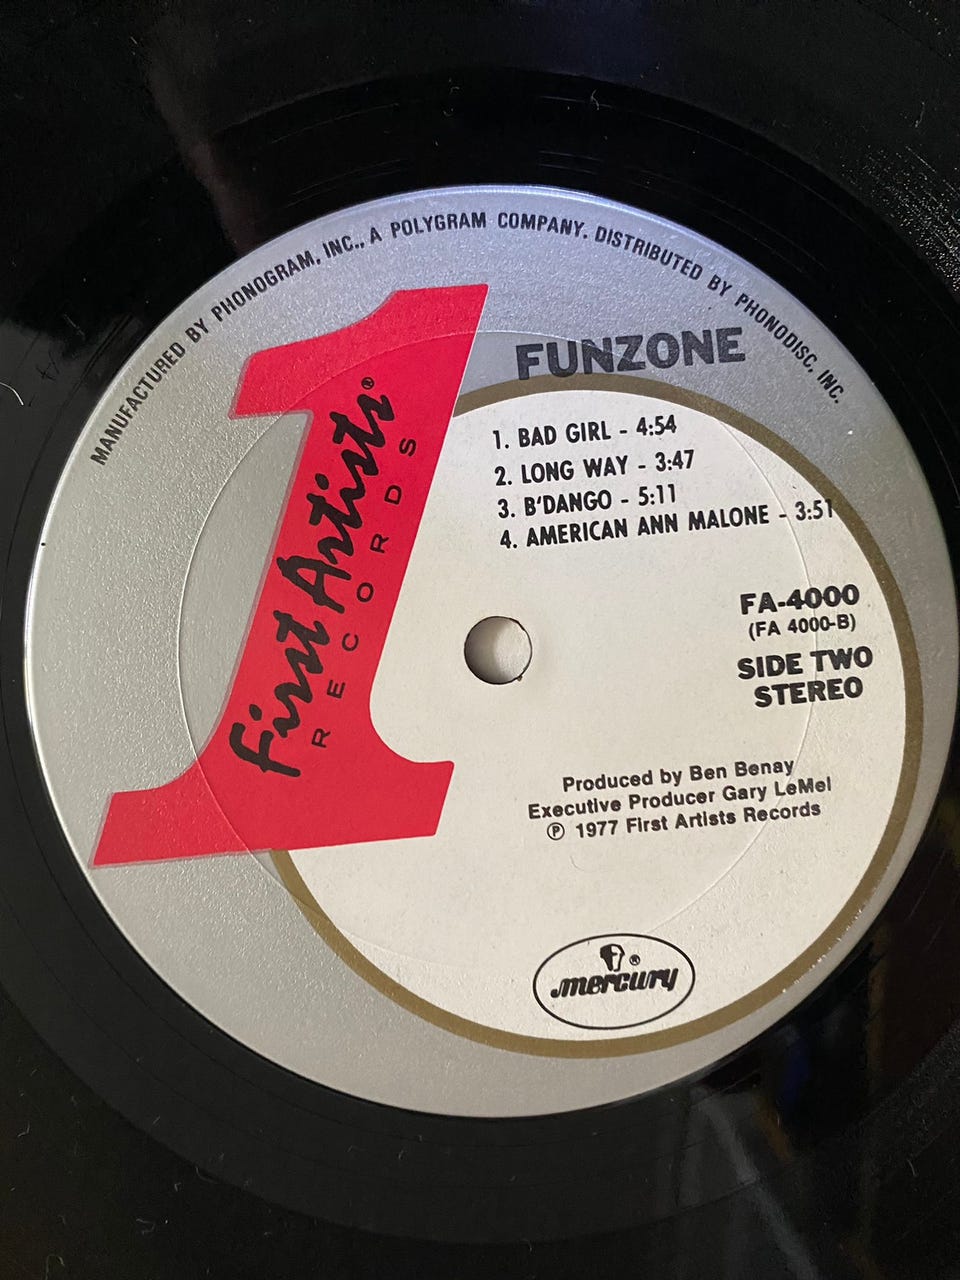 MANUFACTURED BY PHONOGRAM, INC., A POLYGRAM COMPANY. DISTRIBUTED BY PHONODISC, INC.
First Artists®
RECORDS
FUNZONE
1. BAD GIRL - 4:54
2. LONG WAY - 3:47
3. B'DANGO - 5:11
4. AMERICAN ANN MALONE - 3:51
FA-4000
(FA 4000-B)
SIDE TWO
STEREO
Produced by Ben Benay
Executive Producer Gary LeMel
℗ 1977 First Artists Records
®
mercury